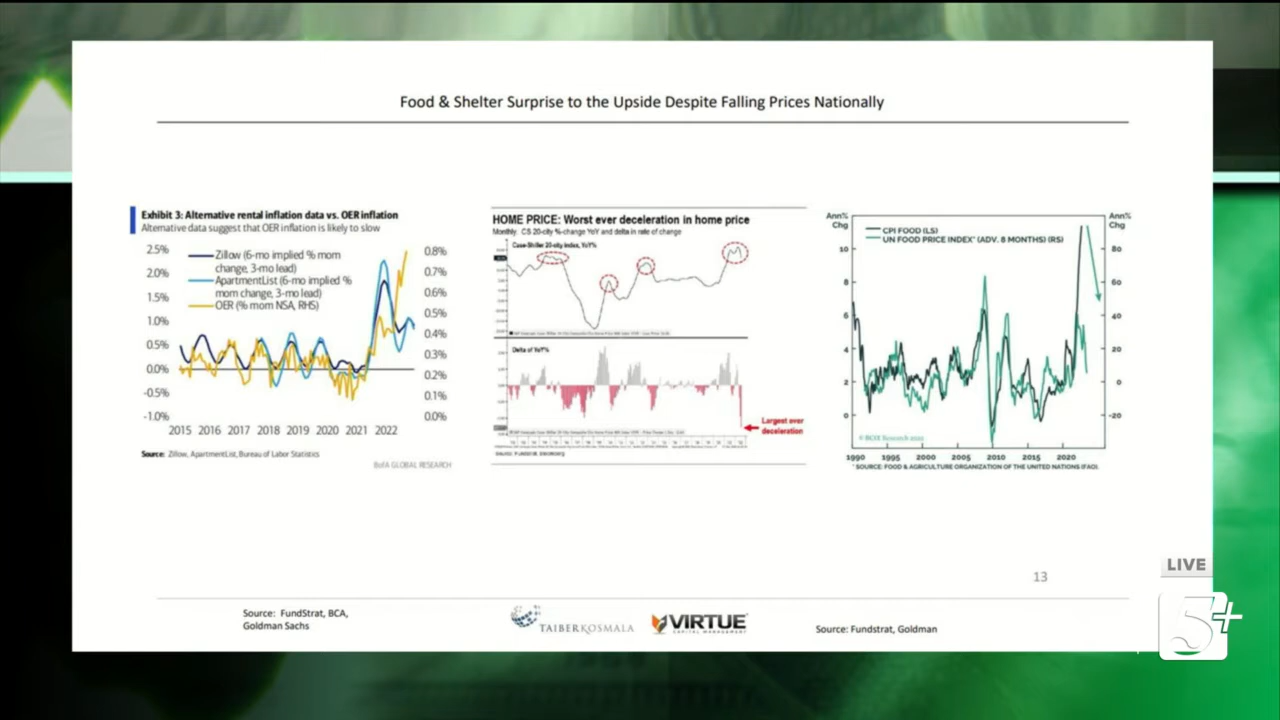 Food & Shelter Surprise to the Upside Despite Falling Prices Nationally
Exhibit 3: Alternative rental inflation data vs. OER inflation
Alternative data suggest that OER inflation is likely to slow
2.5%
2.0%
1.5%
1.0%
0.5%
0.0%
-0.5%
-1.0%
Zillow (6-mo implied % mom
change, 3-mo lead)
ApartmentList (6-mo implied %
mom change, 3-mo lead)
OER (% mom NSA, RHS)
0.8%
0.7%
0.6%
0.5%
0.4%
0.3%
0.2%
0.1%
0.0%
2015 2016 2017 2018 2019 2020 2021 2022
Source: Zillow, ApartmentList, Bureau of Labor Statistics
BofA GLOBAL RESEARCH
HOME PRICE: Worst ever deceleration in home price
Monthly. CS 20-city %-change YoY and delta in rate of change
Case-Shiller 20-city index, YoY%
Delta of YoY%
Largest ever
deceleration
Ann%
Chg
Ann%
Chg
CPI FOOD (LS)
UN FOOD PRICE INDEX* (ADV. 8 MONTHS) (RS)
10
8
6
4
2
0
80
60
40
20
0
-20
© BCA Research 2022
1990 1995 2000 2005 2010 2015 2020
* SOURCE: FOOD & AGRICULTURE ORGANIZATION OF THE UNITED NATIONS (FAO).
13
Source: FundStrat, BCA,
Goldman Sachs
TAIBERKOSMALA
VIRTUE
CAPITAL MANAGEMENT
Source: Fundstrat, Goldman
LIVE
5+